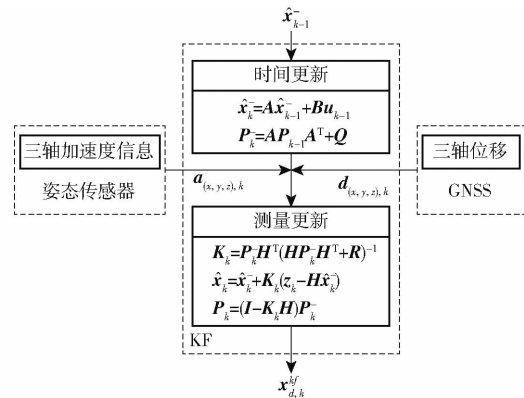 x̂⁻ₖ₋₁
时间更新
x̂⁻ₖ=Ax̂⁻ₖ₋₁+Buₖ₋₁
P⁻ₖ=APₖ₋₁Aᵀ+Q
三轴加速度信息
姿态传感器
a₍ₓ, y, z₎, ₖ
三轴位移
GNSS
d₍ₓ, y, z₎, ₖ
测量更新
Kₖ=P⁻ₖHᵀ(HP⁻ₖHᵀ+R)⁻¹
x̂ₖ=x̂⁻ₖ+Kₖ(zₖ−Hx̂⁻ₖ)
Pₖ=(I−KₖH)P⁻ₖ
KF
x^{kf}_{d, k}